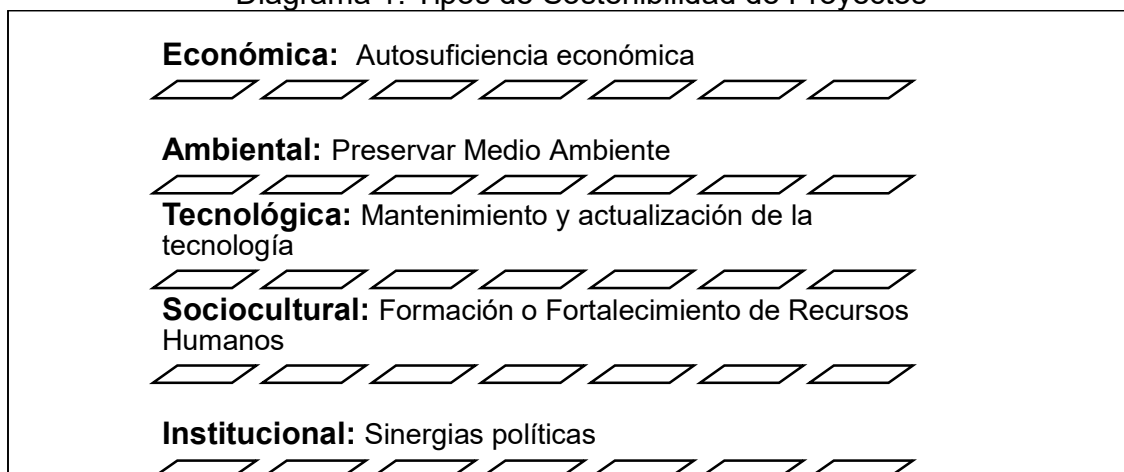 Diagrama 1. Tipos de Sostenibilidad de Proyectos
Económica: Autosuficiencia económica
Ambiental: Preservar Medio Ambiente
Tecnológica: Mantenimiento y actualización de la
tecnología
Sociocultural: Formación o Fortalecimiento de Recursos
Humanos
Institucional: Sinergias políticas